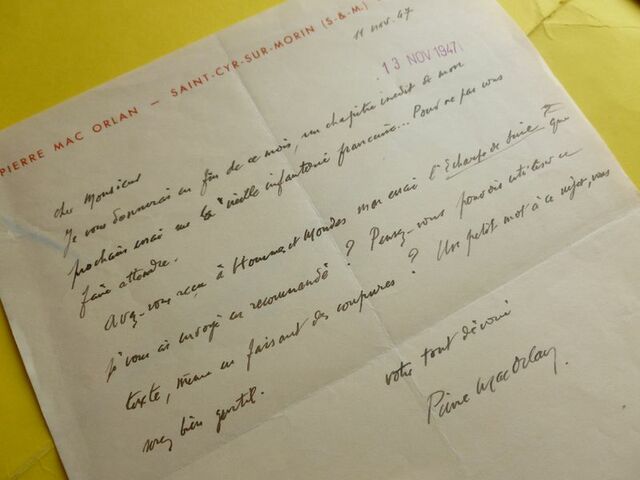 PIERRE MAC ORLAN — SAINT-CYR-SUR-MORIN (S.-&-M.)
11 nov. 47
13 NOV 1947
cher Monsieur
Je vous donnerai en fin de ce mois, un chapitre inédit de mon
prochain essai sur la "vieille infanterie française... Pour ne pas vous
faire attendre.
avez-vous reçu à Hommes et Mondes mon essai l'Echarpe de Suie que
je vous ai envoyé en recommandé ? Pensez-vous pouvoir utiliser ce
texte, même en faisant des coupures ? Un petit mot à ce sujet, vous
serez bien gentil.
votre tout dévoué
Pierre Mac Orlan.